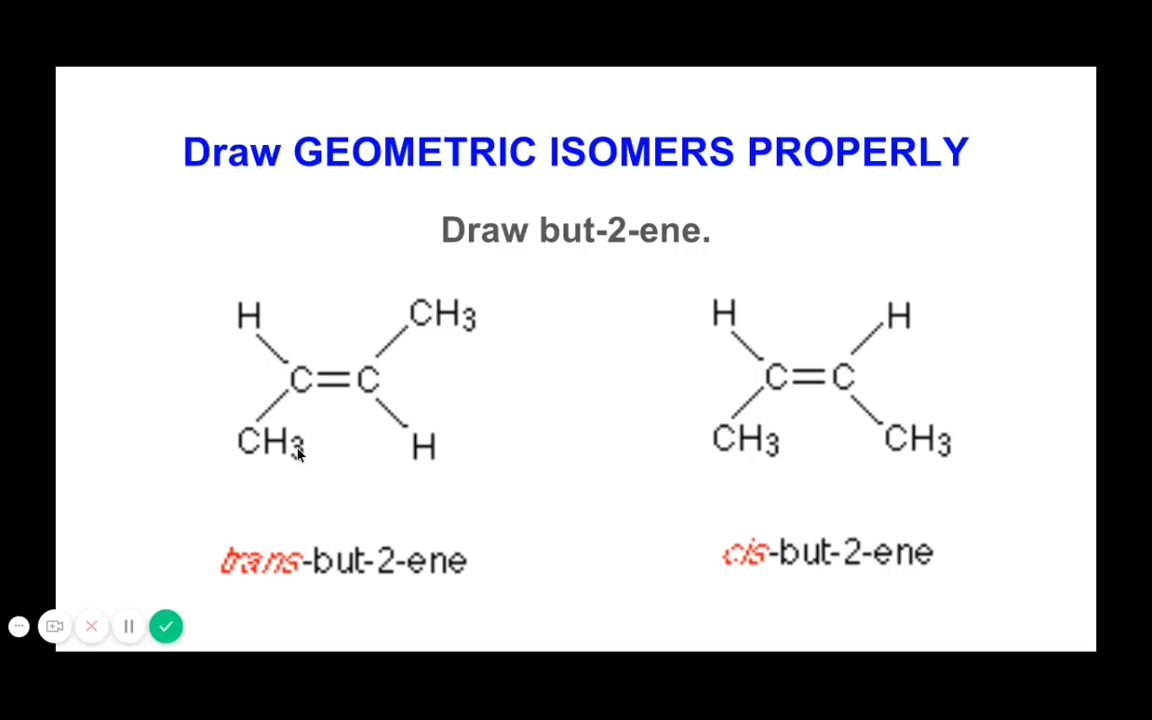 Draw GEOMETRIC ISOMERS PROPERLY
Draw but-2-ene.
H CH3 H H
C=C C=C
CH3 H CH3 CH3
trans-but-2-ene cis-but-2-ene